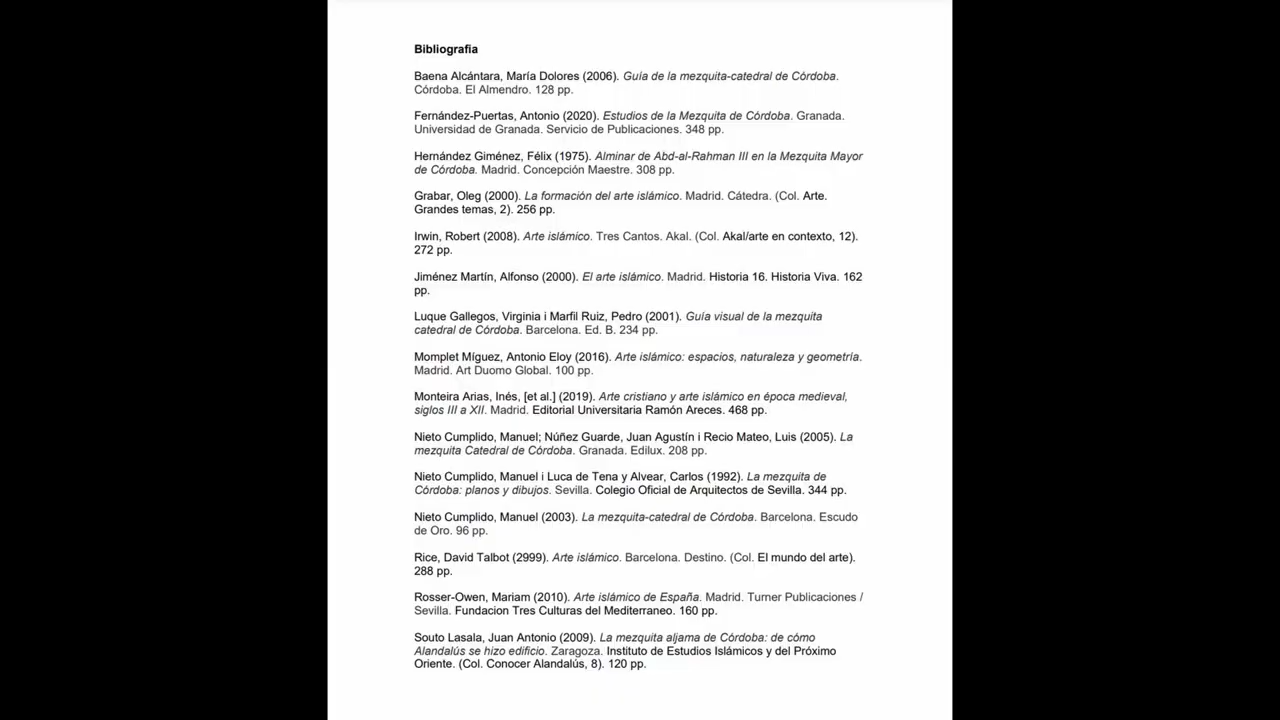 Bibliografia
Baena Alcántara, María Dolores (2006). Guía de la mezquita-catedral de Córdoba.
Córdoba. El Almendro. 128 pp.
Fernández-Puertas, Antonio (2020). Estudios de la Mezquita de Córdoba. Granada.
Universidad de Granada. Servicio de Publicaciones. 348 pp.
Hernández Giménez, Félix (1975). Alminar de Abd-al-Rahman III en la Mezquita Mayor
de Córdoba. Madrid. Concepción Maestre. 308 pp.
Grabar, Oleg (2000). La formación del arte islámico. Madrid. Cátedra. (Col. Arte.
Grandes temas, 2). 256 pp.
Irwin, Robert (2008). Arte islámico. Tres Cantos. Akal. (Col. Akal/arte en contexto, 12).
272 pp.
Jiménez Martín, Alfonso (2000). El arte islámico. Madrid. Historia 16. Historia Viva. 162
pp.
Luque Gallegos, Virginia i Marfil Ruiz, Pedro (2001). Guía visual de la mezquita
catedral de Córdoba. Barcelona. Ed. B. 234 pp.
Momplet Míguez, Antonio Eloy (2016). Arte islámico: espacios, naturaleza y geometría.
Madrid. Art Duomo Global. 100 pp.
Monteira Arias, Inés, [et al.] (2019). Arte cristiano y arte islámico en época medieval,
siglos III a XII. Madrid. Editorial Universitaria Ramón Areces. 468 pp.
Nieto Cumplido, Manuel; Núñez Guarde, Juan Agustín i Recio Mateo, Luis (2005). La
mezquita Catedral de Córdoba. Granada. Edilux. 208 pp.
Nieto Cumplido, Manuel i Luca de Tena y Alvear, Carlos (1992). La mezquita de
Córdoba: planos y dibujos. Sevilla. Colegio Oficial de Arquitectos de Sevilla. 344 pp.
Nieto Cumplido, Manuel (2003). La mezquita-catedral de Córdoba. Barcelona. Escudo
de Oro. 96 pp.
Rice, David Talbot (2999). Arte islámico. Barcelona. Destino. (Col. El mundo del arte).
288 pp.
Rosser-Owen, Mariam (2010). Arte islámico de España. Madrid. Turner Publicaciones /
Sevilla. Fundacion Tres Culturas del Mediterraneo. 160 pp.
Souto Lasala, Juan Antonio (2009). La mezquita aljama de Córdoba: de cómo
Alandalús se hizo edificio. Zaragoza. Instituto de Estudios Islámicos y del Próximo
Oriente. (Col. Conocer Alandalús, 8). 120 pp.